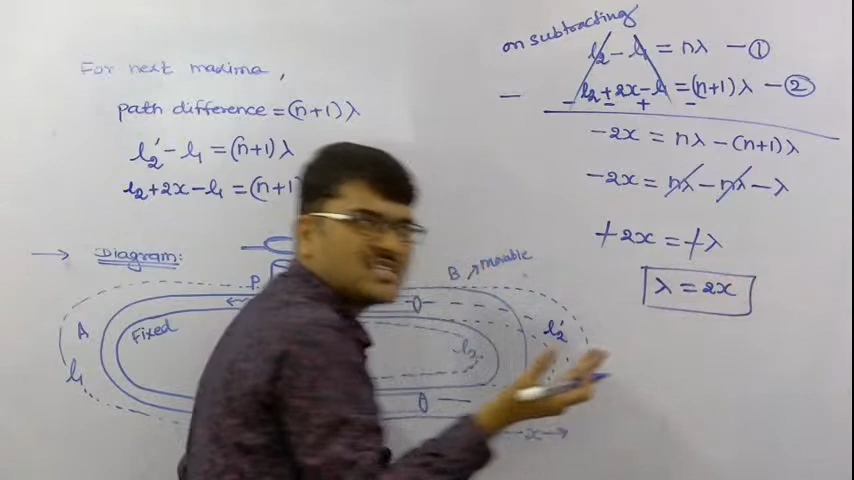 For next maxima,
path difference = (n+1) λ
l₂' - l₁ = (n+1) λ
l₂ + 2x - l₁ = (n+1)
on subtracting
l₂ - l₁ = nλ — ①
l₂ + 2x - l₁ = (n+1) λ — ②
— - - + -
-2x = nλ - (n+1) λ
-2x = nλ - nλ - λ
+2x = +λ
λ = 2x
→ Diagram:
P
B movable
A
Fixed
l₁
l₂
l₂'
x →